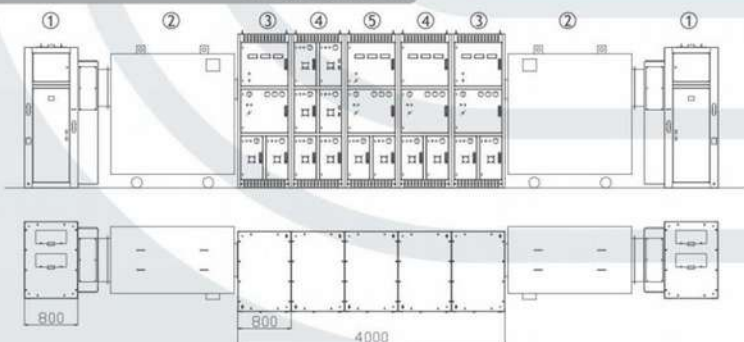 ① ② ③ ④ ⑤ ④ ③ ② ①
800 800
4000